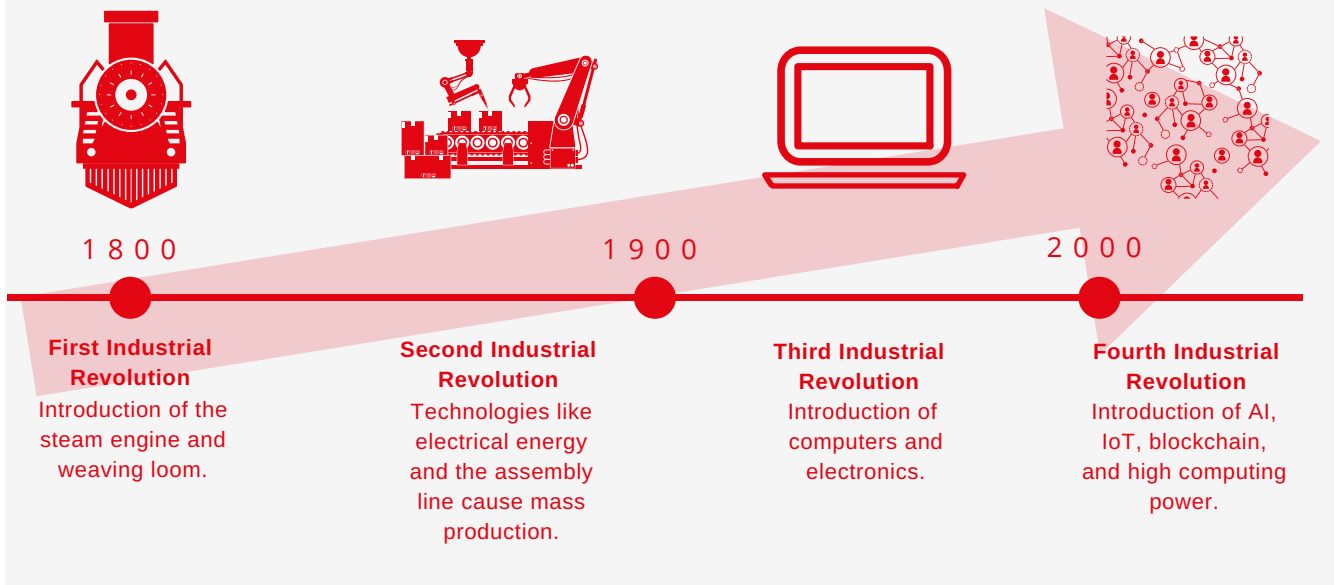 1800
1900
2000
First Industrial
Revolution
Introduction of the
steam engine and
weaving loom.
Second Industrial
Revolution
Technologies like
electrical energy
and the assembly
line cause mass
production.
Third Industrial
Revolution
Introduction of
computers and
electronics.
Fourth Industrial
Revolution
Introduction of AI,
IoT, blockchain,
and high computing
power.